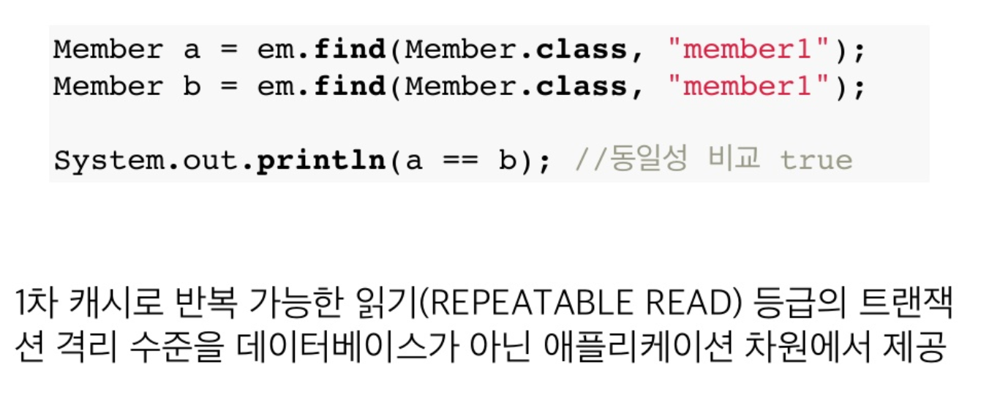 Member a = em.find(Member.class, "member1");
Member b = em.find(Member.class, "member1");
System.out.println(a == b); //동일성 비교 true
1차 캐시로 반복 가능한 읽기(REPEATABLE READ) 등급의 트랜잭
션 격리 수준을 데이터베이스가 아닌 애플리케이션 차원에서 제공